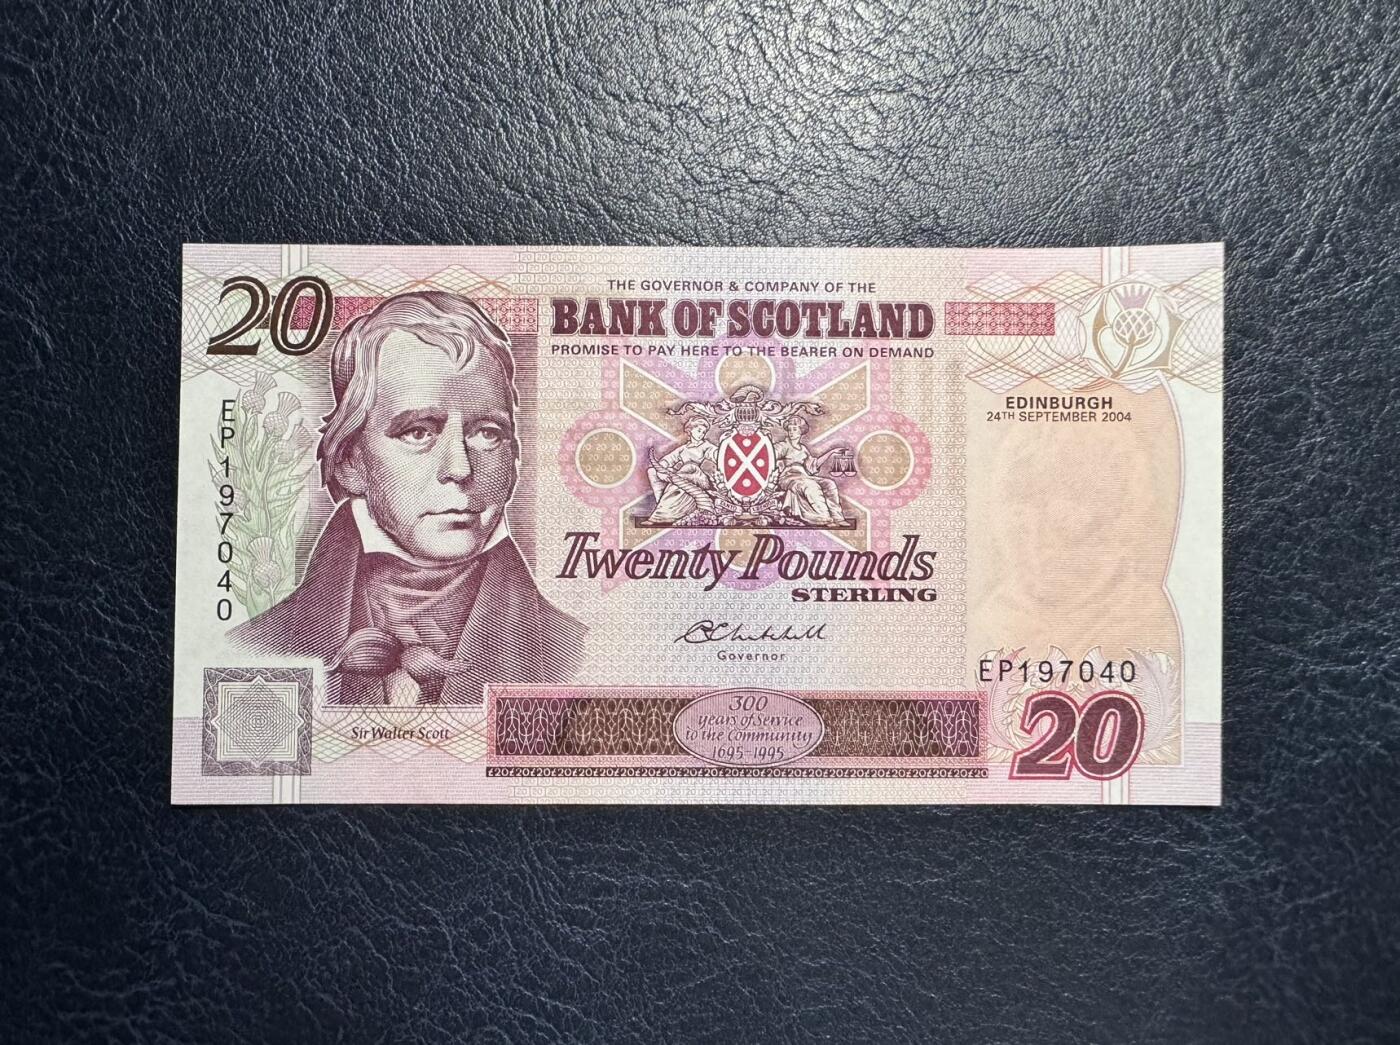 20
THE GOVERNOR & COMPANY OF THE
BANK OF SCOTLAND
PROMISE TO PAY HERE TO THE BEARER ON DEMAND
EDINBURGH
24TH SEPTEMBER 2004
EP197040
Twenty Pounds
STERLING
Governor
EP197040
300
years of Service
to the Community
1695-1995
20
Sir Walter Scott